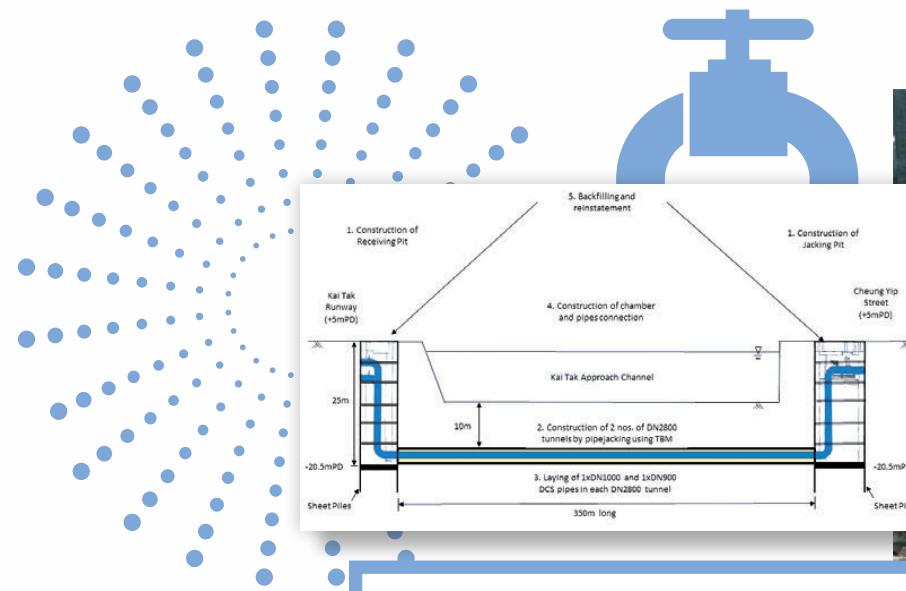 5. Backfilling and
reinstatement
1. Construction of
Receiving Pit
1. Construction of
Jacking Pit
Kai Tak
Runway
(+5mPD)
Cheung Yip
Street
(+5mPD)
4. Construction of chamber
and pipes connection
Kai Tak Approach Channel
25m
10m
2. Construction of 2 nos. of DN2800
tunnels by pipejacking using TBM
-20.5mPD
-20.5mPD
3. Laying of 1xDN1000 and 1xDN900
DCS pipes in each DN2800 tunnel
Sheet Piles
350m long
Sheet Pi